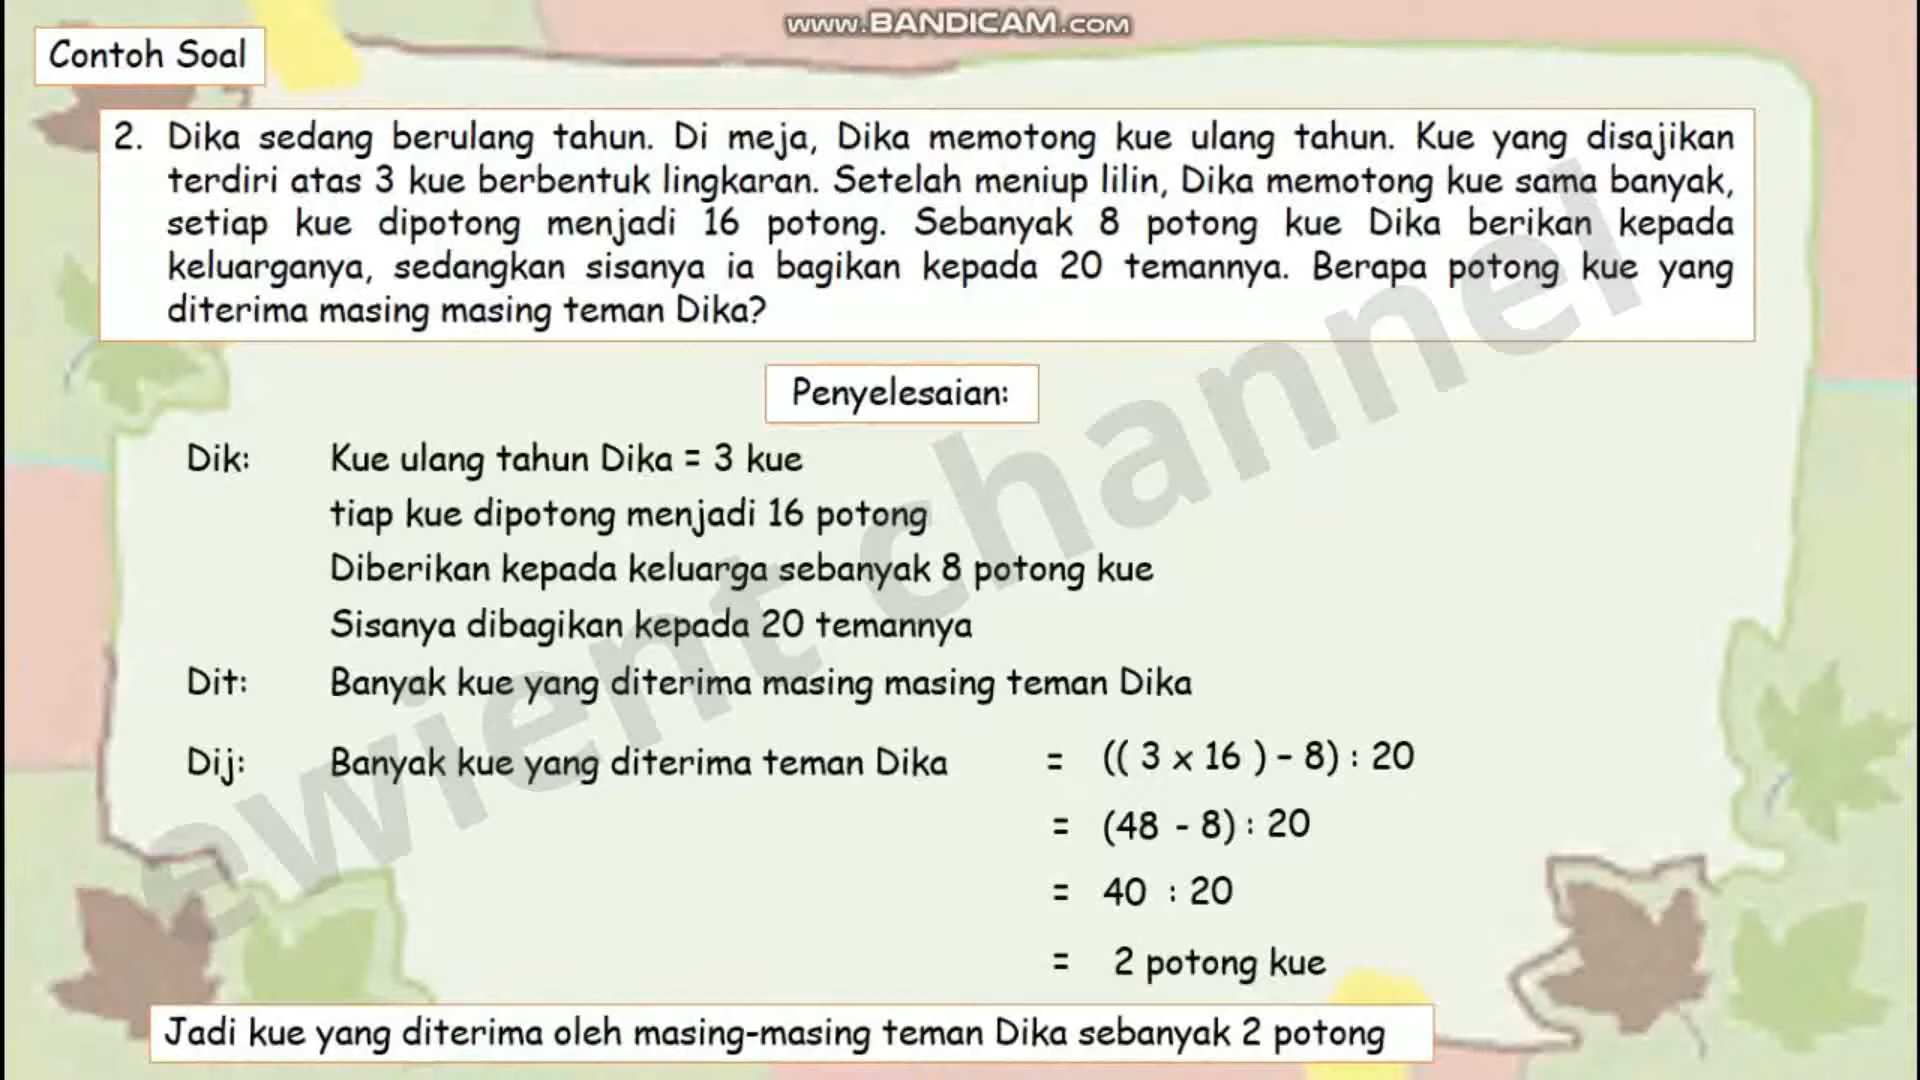 www.BANDICAM.COM
Contoh Soal
2. Dika sedang berulang tahun. Di meja, Dika memotong kue ulang tahun. Kue yang disajikan
terdiri atas 3 kue berbentuk lingkaran. Setelah meniup lilin, Dika memotong kue sama banyak,
setiap kue dipotong menjadi 16 potong. Sebanyak 8 potong kue Dika berikan kepada
keluarganya, sedangkan sisanya ia bagikan kepada 20 temannya. Berapa potong kue yang
diterima masing masing teman Dika?
Penyelesaian:
Dik: Kue ulang tahun Dika = 3 kue
tiap kue dipotong menjadi 16 potong
Diberikan kepada keluarga sebanyak 8 potong kue
Sisanya dibagikan kepada 20 temannya
Dit: Banyak kue yang diterima masing masing teman Dika
Dij: Banyak kue yang diterima teman Dika = (( 3 x 16 ) - 8) : 20
= (48 - 8) : 20
= 40 : 20
= 2 potong kue
Jadi kue yang diterima oleh masing-masing teman Dika sebanyak 2 potong
ewient channel